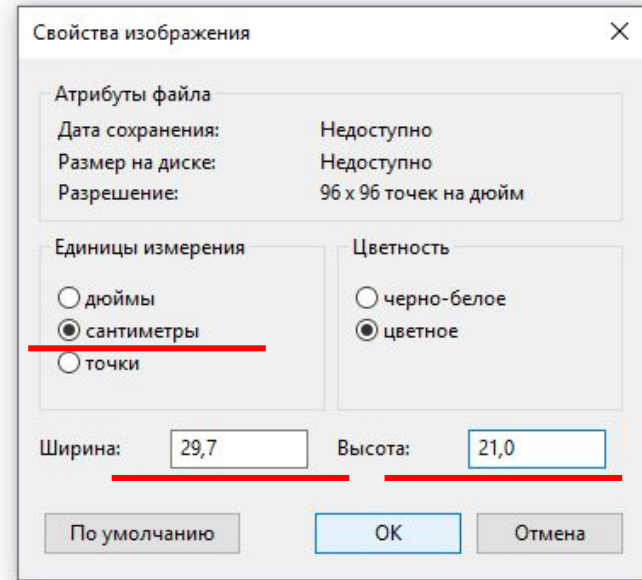 Свойства изображения
Атрибуты файла
Дата сохранения: Недоступно
Размер на диске: Недоступно
Разрешение: 96 x 96 точек на дюйм
Единицы измерения
дюймы
сантиметры
точки
Цветность
черно-белое
цветное
Ширина: 29,7 Высота: 21,0
По умолчанию OK Отмена